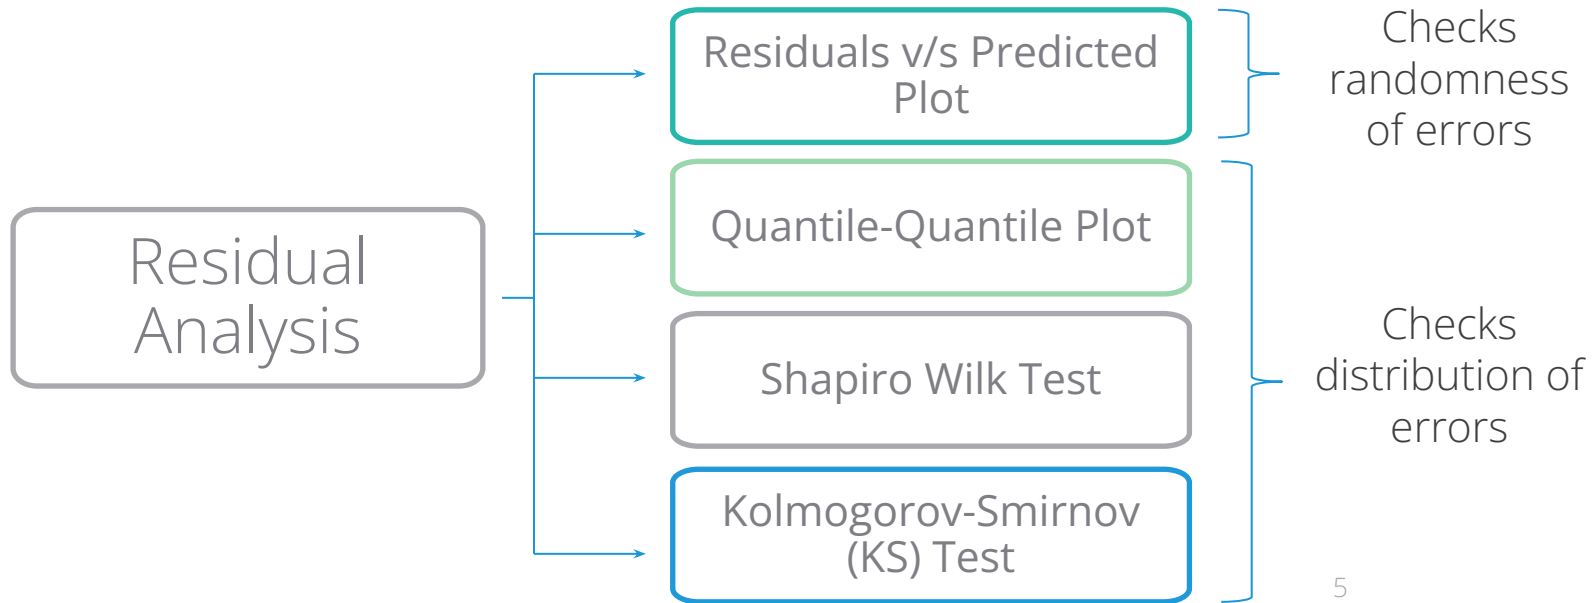 Residual
Analysis
Residuals v/s Predicted
Plot
Quantile-Quantile Plot
Shapiro Wilk Test
Kolmogorov-Smirnov
(KS) Test
Checks
randomness
of errors
Checks
distribution of
errors
5